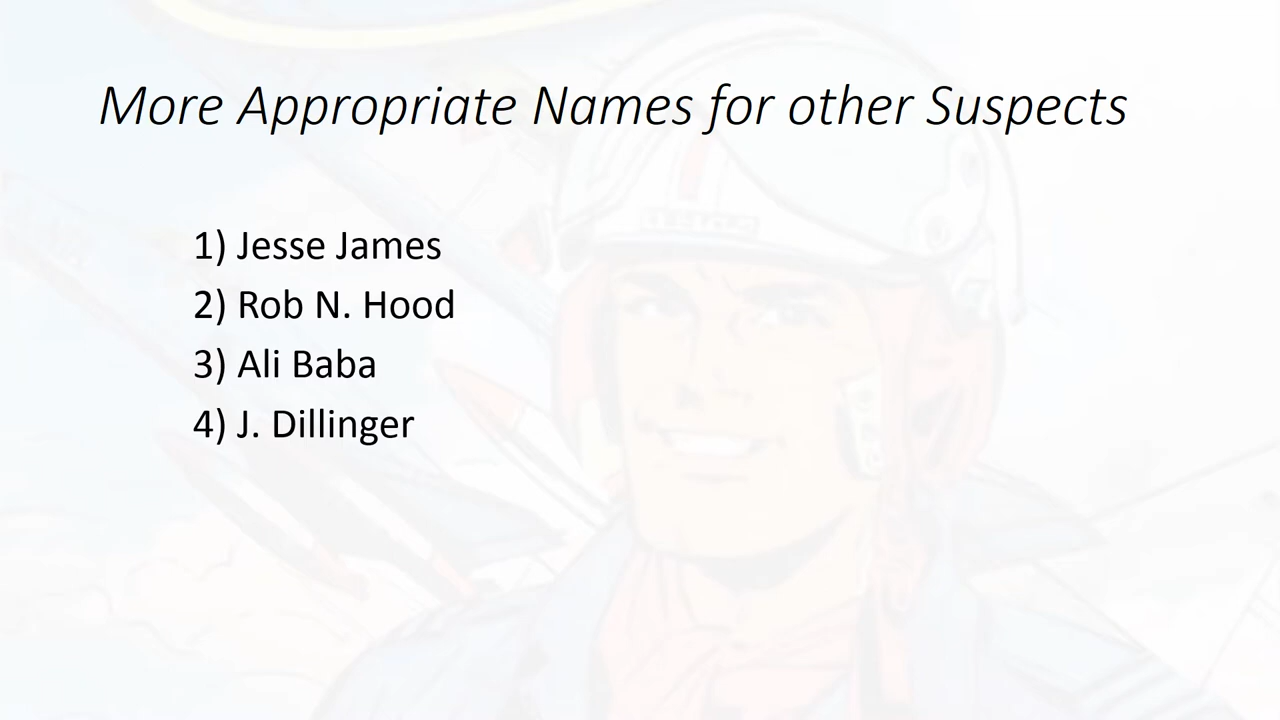 More Appropriate Names for other Suspects
1) Jesse James
2) Rob N. Hood
3) Ali Baba
4) J. Dillinger